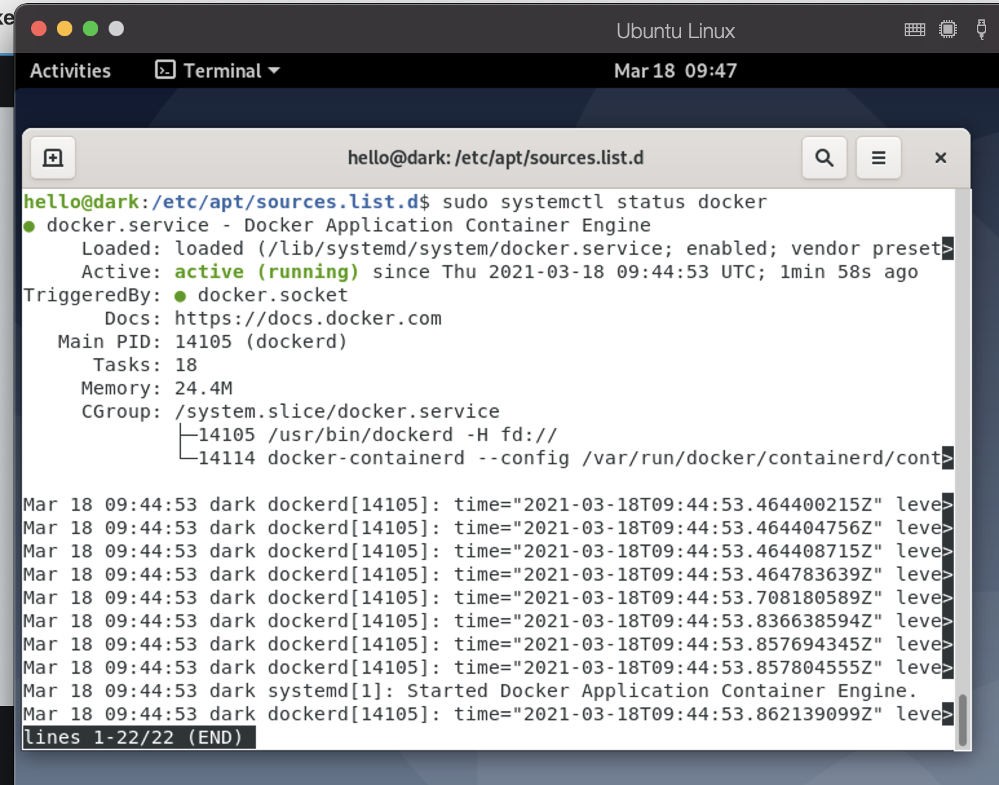 ke
Ubuntu Linux
Activities Terminal Mar 18 09:47
hello@dark: /etc/apt/sources.list.d
hello@dark:/etc/apt/sources.list.d$ sudo systemctl status docker
● docker.service - Docker Application Container Engine
Loaded: loaded (/lib/systemd/system/docker.service; enabled; vendor preset>
Active: active (running) since Thu 2021-03-18 09:44:53 UTC; 1min 58s ago
TriggeredBy: ● docker.socket
Docs: https://docs.docker.com
Main PID: 14105 (dockerd)
Tasks: 18
Memory: 24.4M
CGroup: /system.slice/docker.service
├─14105 /usr/bin/dockerd -H fd://
└─14114 docker-containerd --config /var/run/docker/containerd/cont>
Mar 18 09:44:53 dark dockerd[14105]: time="2021-03-18T09:44:53.464400215Z" leve>
Mar 18 09:44:53 dark dockerd[14105]: time="2021-03-18T09:44:53.464404756Z" leve>
Mar 18 09:44:53 dark dockerd[14105]: time="2021-03-18T09:44:53.464408715Z" leve>
Mar 18 09:44:53 dark dockerd[14105]: time="2021-03-18T09:44:53.464783639Z" leve>
Mar 18 09:44:53 dark dockerd[14105]: time="2021-03-18T09:44:53.708180589Z" leve>
Mar 18 09:44:53 dark dockerd[14105]: time="2021-03-18T09:44:53.836638594Z" leve>
Mar 18 09:44:53 dark dockerd[14105]: time="2021-03-18T09:44:53.857694345Z" leve>
Mar 18 09:44:53 dark dockerd[14105]: time="2021-03-18T09:44:53.857804555Z" leve>
Mar 18 09:44:53 dark systemd[1]: Started Docker Application Container Engine.
Mar 18 09:44:53 dark dockerd[14105]: time="2021-03-18T09:44:53.862139099Z" leve>
lines 1-22/22 (END)